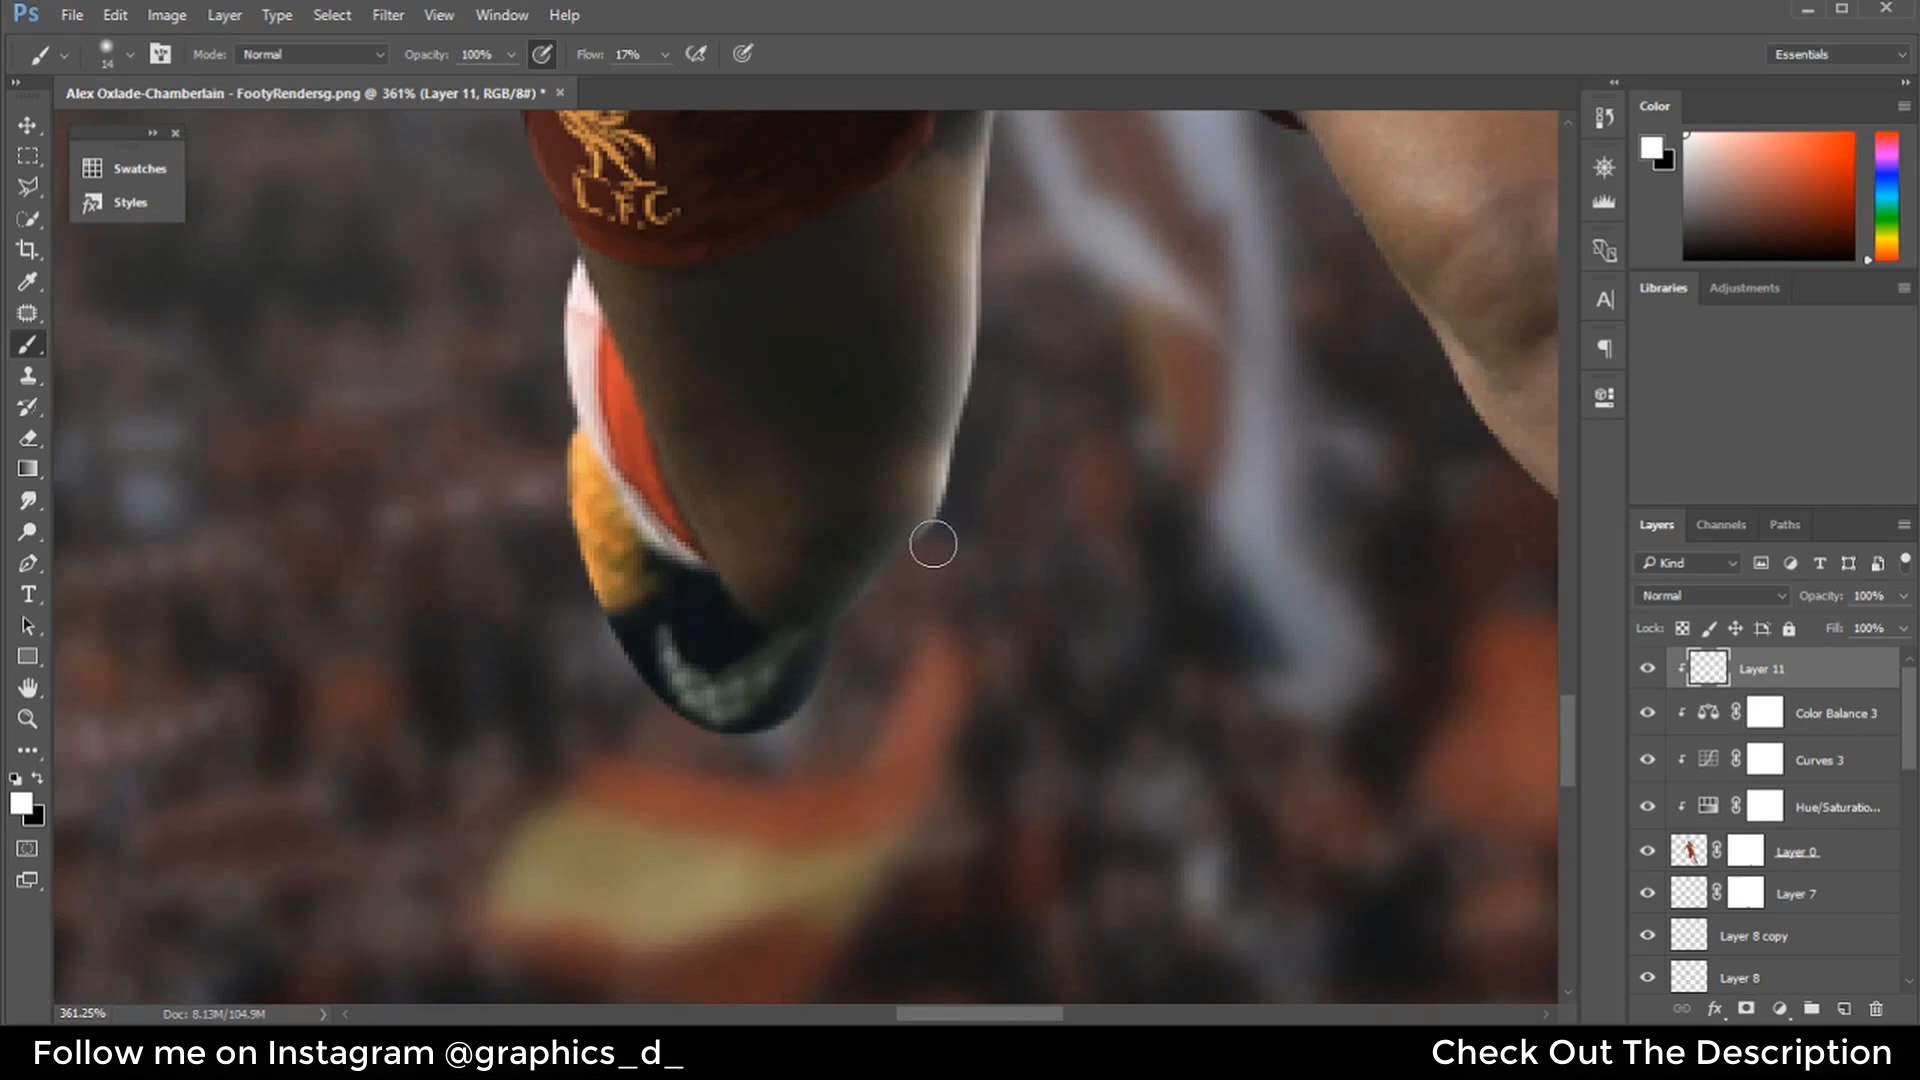 Ps File Edit Image Layer Type Select Filter View Window Help
14 Mode: Normal Opacity: 100% Flow: 17% Essentials
Alex Oxlade-Chamberlain - FootyRendersg.png @ 361% (Layer 11, RGB/8#) * ×
Swatches
Styles
L.F.C
Color
Libraries Adjustments
Layers Channels Paths
Kind
Normal Opacity: 100%
Lock: Fill: 100%
Layer 11
Color Balance 3
Curves 3
Hue/Saturatio...
Layer 0
Layer 7
Layer 8 copy
Layer 8
361.25% Doc: 8.13M/104.9M
Follow me on Instagram @graphics_d_
Check Out The Description